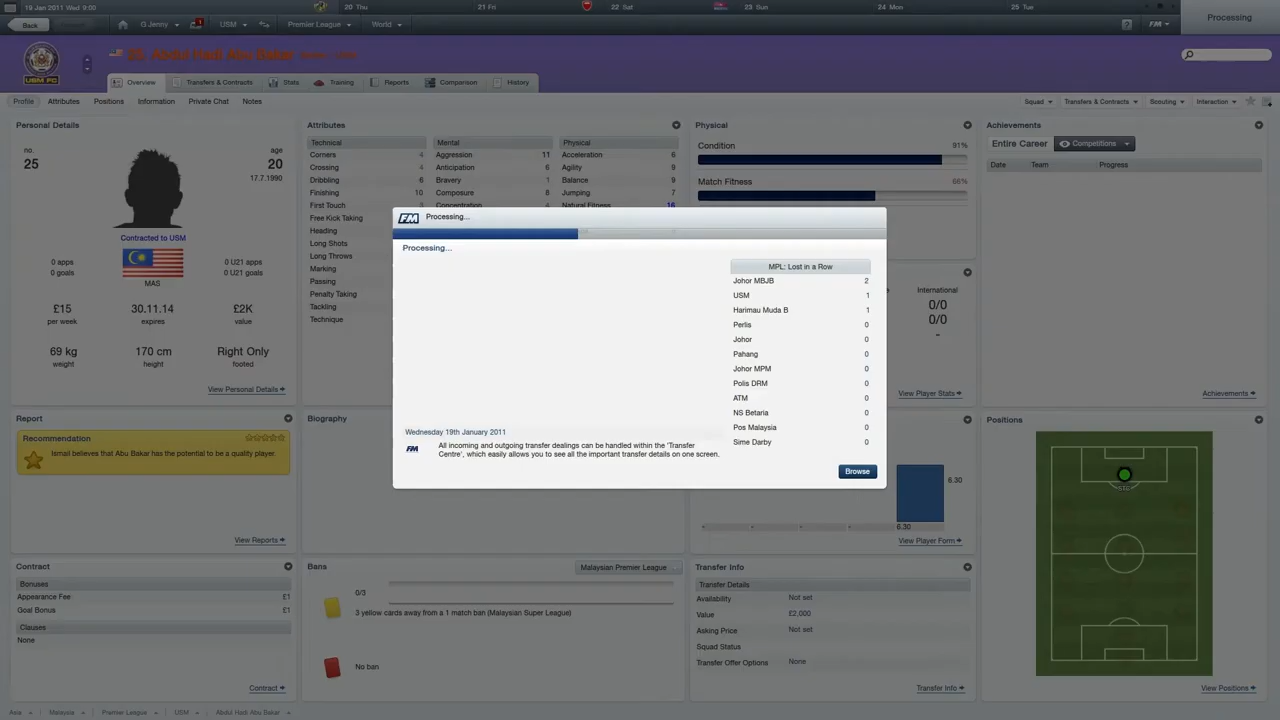 19 Jan 2011 Wed 9:00
20 Thu
21 Fri
22 Sat
23 Sun
24 Mon
25 Tue
Processing
Back
G Jenny
USM
Premier League
World
FM
25. Abdul Hadi Abu Bakar
USM FC
Overview
Transfers & Contracts
Stats
Training
Reports
Comparison
History
Profile
Attributes
Positions
Information
Private Chat
Notes
Squad
Transfers & Contracts
Scouting
Interaction
Personal Details
no.
25
age
20
17.7.1990
Contracted to USM
0 apps
0 goals
MAS
0 U21 apps
0 U21 goals
£15
per week
30.11.14
expires
£2K
value
69 kg
weight
170 cm
height
Right Only
footed
View Personal Details
Attributes
Technical
Mental
Physical
Corners 4
Aggression 11
Acceleration 6
Crossing 4
Anticipation 6
Agility 9
Dribbling 6
Bravery 1
Balance 9
Finishing 10
Composure 8
Jumping 7
First Touch 3
Concentration 4
Natural Fitness 16
Free Kick Taking
Heading
Long Shots
Long Throws
Marking
Passing
Penalty Taking
Tackling
Technique
Physical
Condition 91%
Match Fitness 66%
International
0/0
0/0
-
View Player Stats
Achievements
Entire Career
Competitions
Date Team Progress
Achievements
FM
Processing...
Processing...
MPL: Lost in a Row
Johor MBJB 2
USM 1
Harimau Muda B 1
Perlis 0
Johor 0
Pahang 0
Johor MPM 0
Polis DRM 0
ATM 0
NS Betaria 0
Pos Malaysia 0
Sime Darby 0
Wednesday 19th January 2011
FM
All incoming and outgoing transfer dealings can be handled within the 'Transfer
Centre', which easily allows you to see all the important transfer details on one screen.
Browse
Report
Recommendation
Ismail believes that Abu Bakar has the potential to be a quality player.
View Reports
Biography
6.30
6.30
View Player Form
Positions
STC
View Positions
Contract
Bonuses
Appearance Fee £1
Goal Bonus £1
Clauses
None
Contract
Bans
Malaysian Premier League
0/3
3 yellow cards away from a 1 match ban (Malaysian Super League)
No ban
Transfer Info
Transfer Details
Availability Not set
Value £2,000
Asking Price Not set
Squad Status
Transfer Offer Options None
Transfer Info
Asia
Malaysia
Premier League
USM
Abdul Hadi Abu Bakar